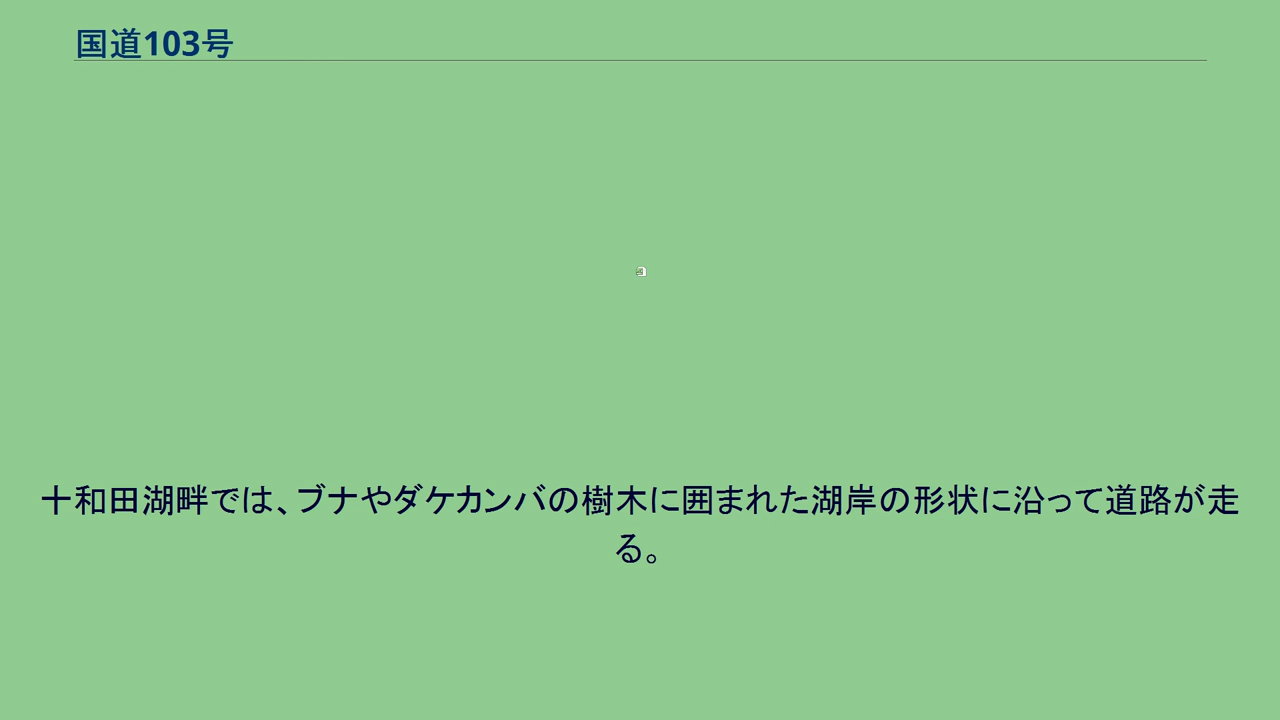 国道103号
十和田湖畔では、ブナやダケカンバの樹木に囲まれた湖岸の形状に沿って道路が走
る。